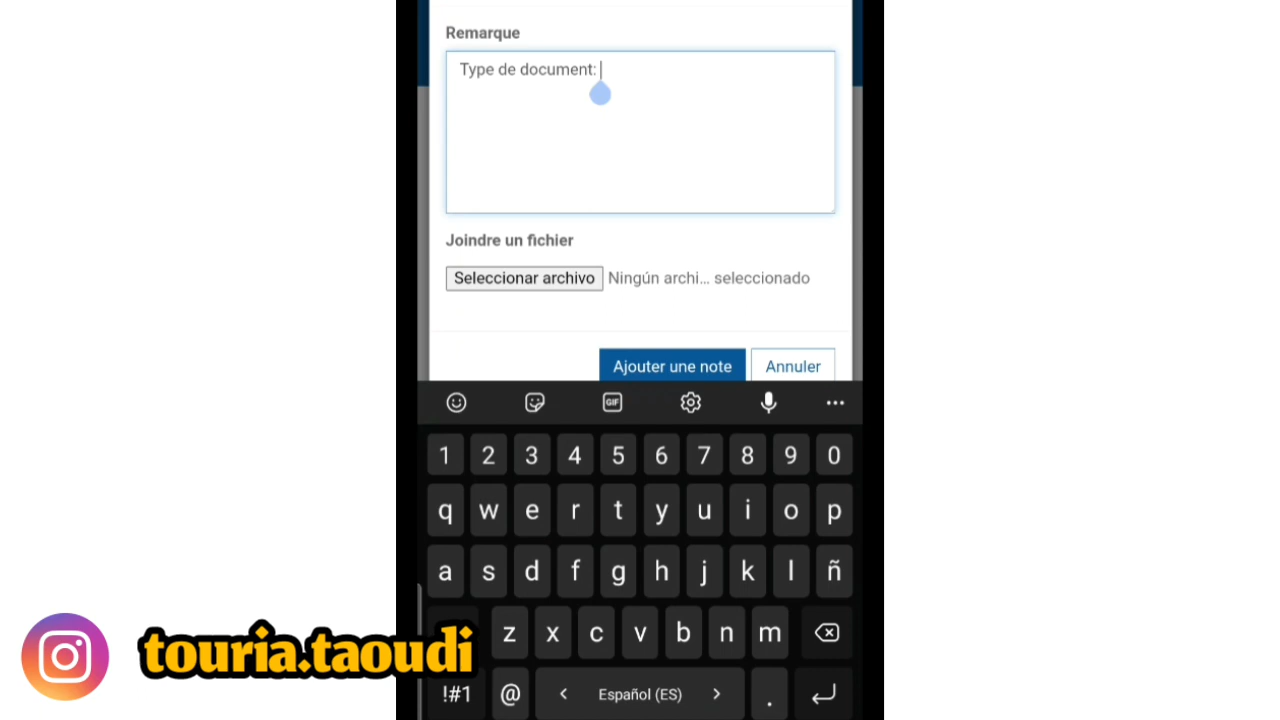 Remarque
Type de document:
Joindre un fichier
Seleccionar archivo Ningún archi... seleccionado
Ajouter une note Annuler
GIF
1 2 3 4 5 6 7 8 9 0
q w e r t y u i o p
a s d f g h j k l ñ
z x c v b n m
touria.taoudi
!#1 @ < Español (ES) > .